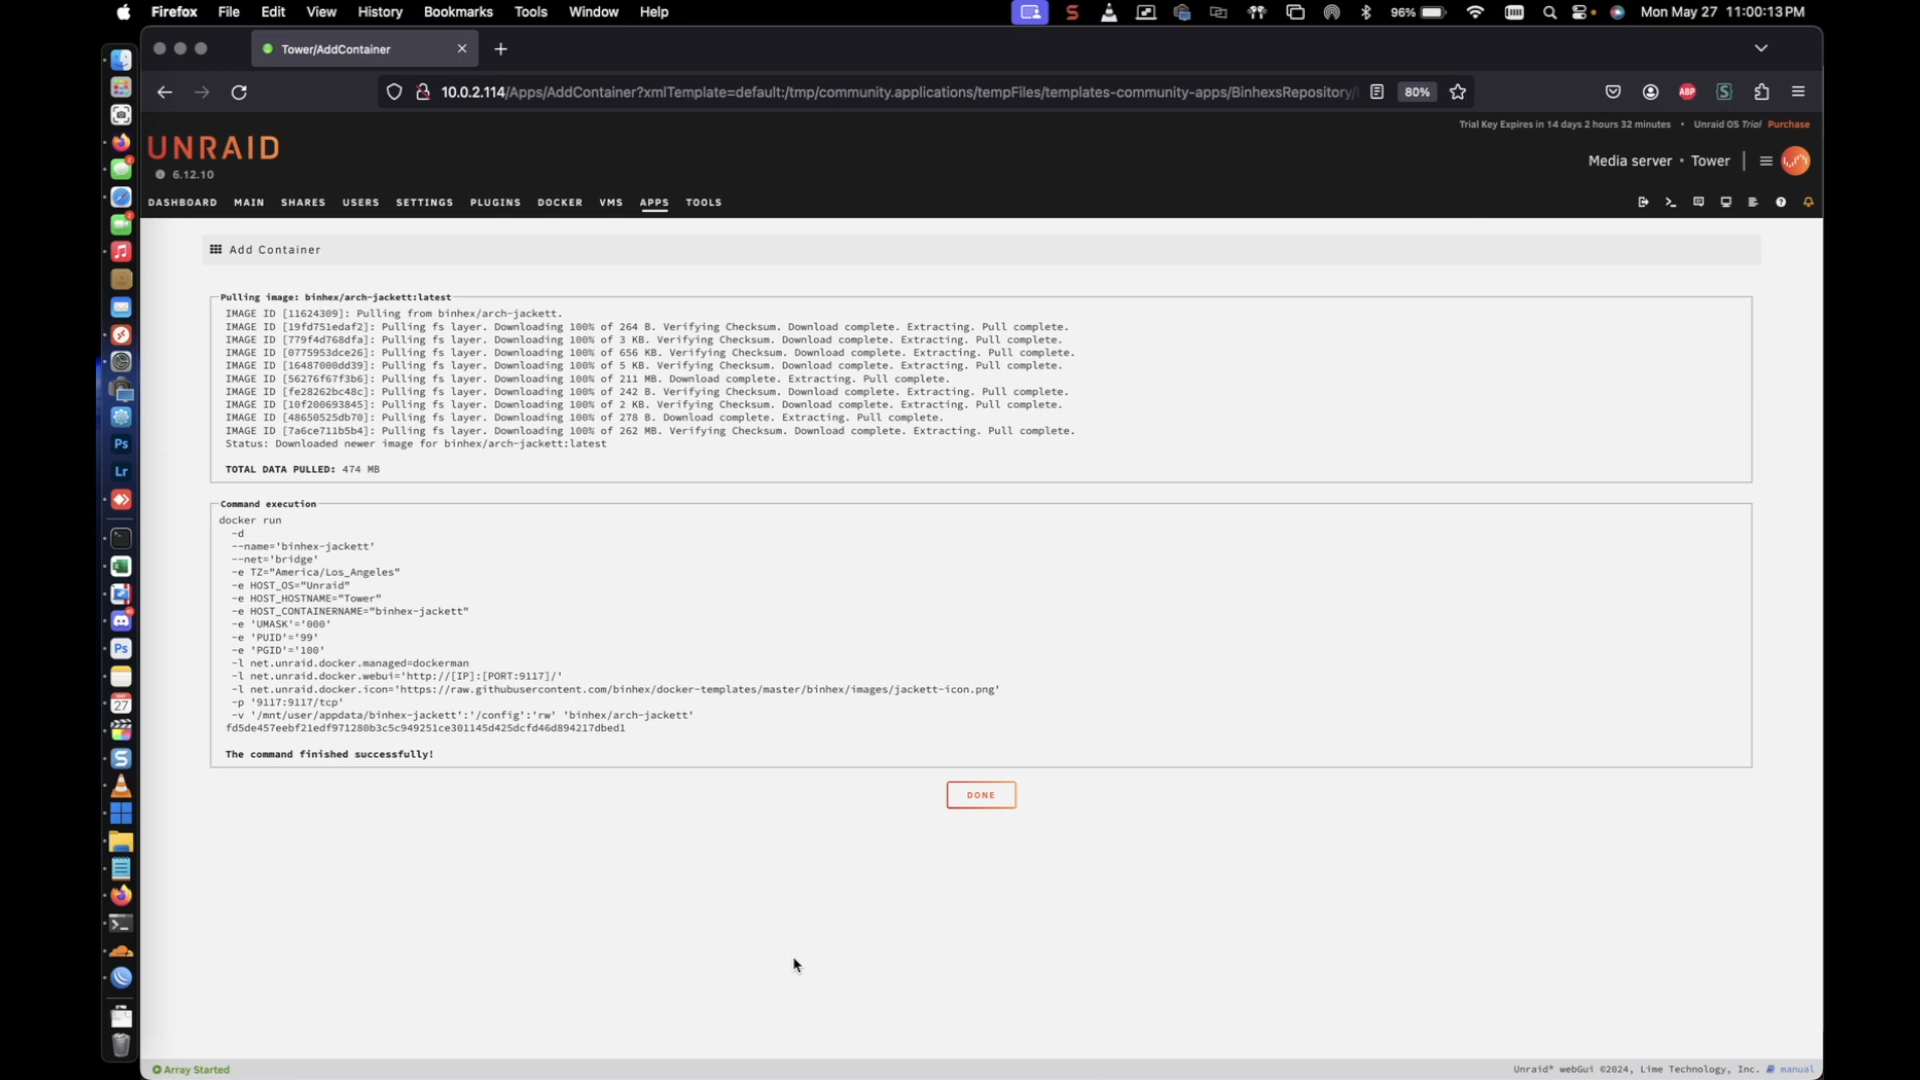 Firefox File Edit View History Bookmarks Tools Window Help 96% Mon May 27 11:00:13 PM
Tower/AddContainer
10.0.2.114/Apps/AddContainer?xmlTemplate=default:/tmp/community.applications/tempFiles/templates-community-apps/BinhexsRepository/ 80% ABP
Trial Key Expires in 14 days 2 hours 32 minutes • Unraid OS Trial Purchase
UNRAID
Media server • Tower
6.12.10
DASHBOARD MAIN SHARES USERS SETTINGS PLUGINS DOCKER VMS APPS TOOLS
Add Container
Pulling image: binhex/arch-jackett:latest
IMAGE ID [11624309]: Pulling from binhex/arch-jackett.
IMAGE ID [19fd751edaf2]: Pulling fs layer. Downloading 100% of 264 B. Verifying Checksum. Download complete. Extracting. Pull complete.
IMAGE ID [779f4d768dfa]: Pulling fs layer. Downloading 100% of 3 KB. Verifying Checksum. Download complete. Extracting. Pull complete.
IMAGE ID [0775953dce26]: Pulling fs layer. Downloading 100% of 656 KB. Verifying Checksum. Download complete. Extracting. Pull complete.
IMAGE ID [16487000dd39]: Pulling fs layer. Downloading 100% of 5 KB. Verifying Checksum. Download complete. Extracting. Pull complete.
IMAGE ID [56276f67f3b6]: Pulling fs layer. Downloading 100% of 211 MB. Download complete. Extracting. Pull complete.
IMAGE ID [fe28262bc48c]: Pulling fs layer. Downloading 100% of 242 B. Verifying Checksum. Download complete. Extracting. Pull complete.
IMAGE ID [10f200693845]: Pulling fs layer. Downloading 100% of 2 KB. Verifying Checksum. Download complete. Extracting. Pull complete.
IMAGE ID [48650525db70]: Pulling fs layer. Downloading 100% of 278 B. Download complete. Extracting. Pull complete.
IMAGE ID [7a6ce711b5b4]: Pulling fs layer. Downloading 100% of 262 MB. Verifying Checksum. Download complete. Extracting. Pull complete.
Status: Downloaded newer image for binhex/arch-jackett:latest
TOTAL DATA PULLED: 474 MB
Command execution
docker run
-d
--name='binhex-jackett'
--net='bridge'
-e TZ="America/Los_Angeles"
-e HOST_OS="Unraid"
-e HOST_HOSTNAME="Tower"
-e HOST_CONTAINERNAME="binhex-jackett"
-e 'UMASK'='000'
-e 'PUID'='99'
-e 'PGID'='100'
-l net.unraid.docker.managed=dockerman
-l net.unraid.docker.webui='http://[IP]:[PORT:9117]/'
-l net.unraid.docker.icon='https://raw.githubusercontent.com/binhex/docker-templates/master/binhex/images/jackett-icon.png'
-p '9117:9117/tcp'
-v '/mnt/user/appdata/binhex-jackett':'/config':'rw' 'binhex/arch-jackett'
fd5de457eebf21edf971280b3c5c949251ce301145d425dcfd46d894217dbed1
The command finished successfully!
DONE
Ps
Lr
Ps
27
Array Started
Unraid® webGui ©2024, Lime Technology, Inc. manual